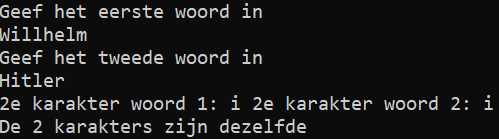 Geef het eerste woord in
Willhelm
Geef het tweede woord in
Hitler
2e karakter woord 1: i 2e karakter woord 2: i
De 2 karakters zijn dezelfde